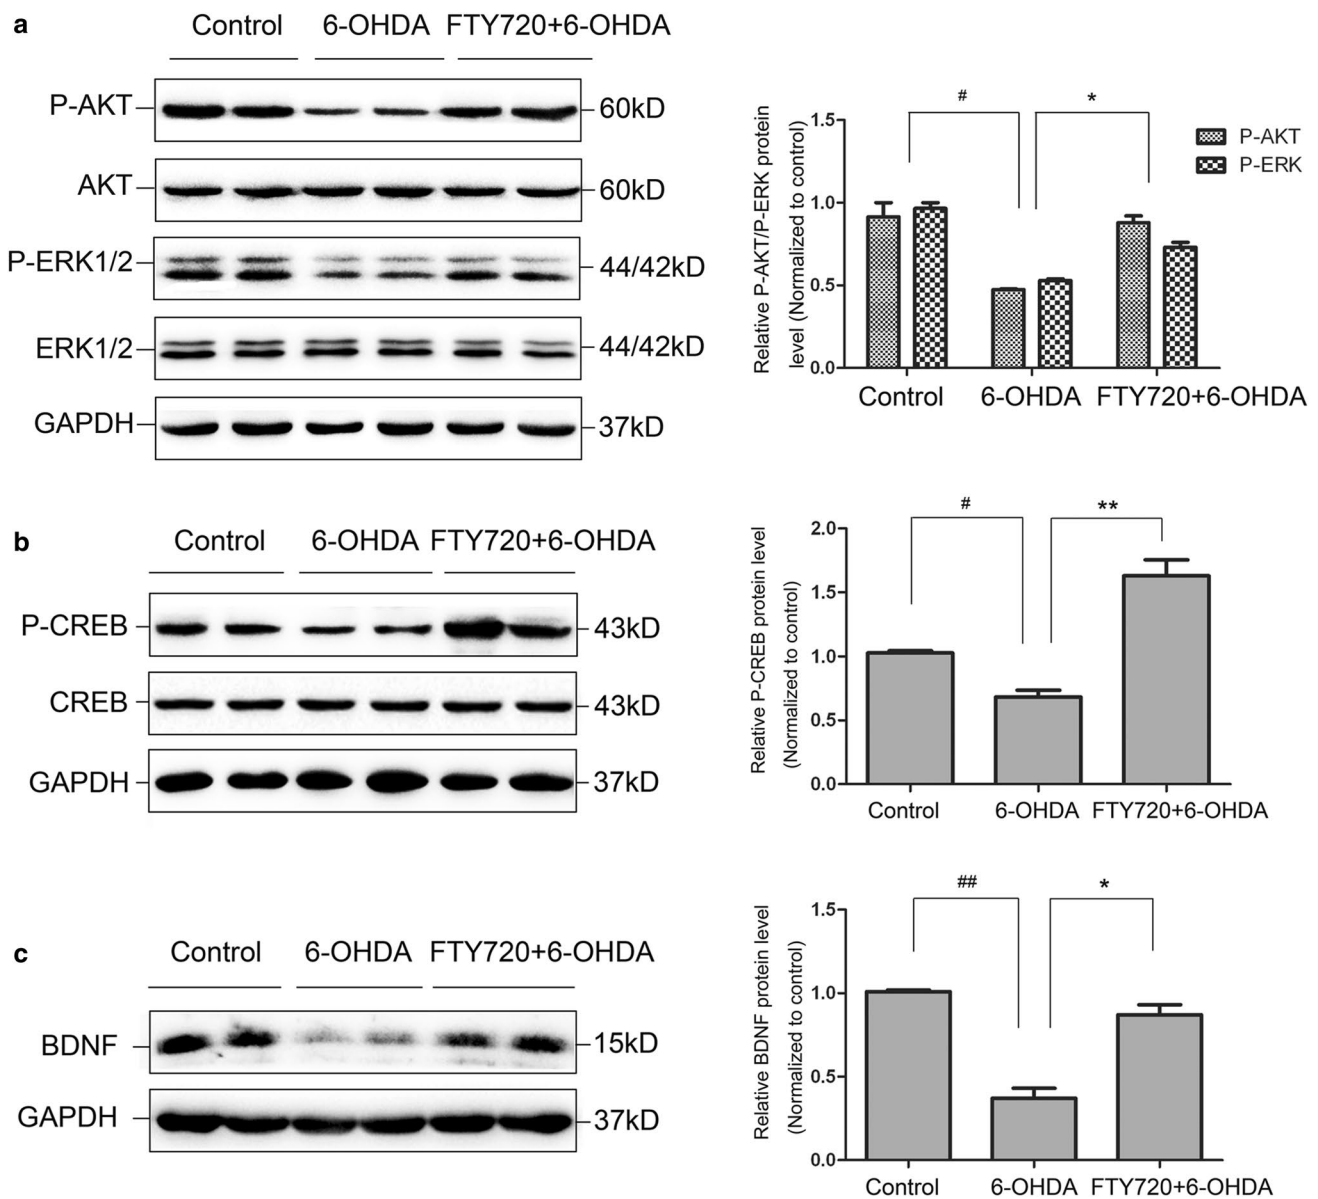 a
Control 6-OHDA FTY720+6-OHDA
P-AKT 60kD
AKT 60kD
P-ERK1/2 44/42kD
ERK1/2 44/42kD
GAPDH 37kD
Relative P-AKT/P-ERK protein
level (Normalized to control)
# *
1.5
1.0
0.5
0.0
P-AKT
P-ERK
Control 6-OHDA FTY720+6-OHDA
b
Control 6-OHDA FTY720+6-OHDA
P-CREB 43kD
CREB 43kD
GAPDH 37kD
Relative P-CREB protein level
(Normalized to control)
# **
2.0
1.5
1.0
0.5
0.0
Control 6-OHDA FTY720+6-OHDA
c
Control 6-OHDA FTY720+6-OHDA
BDNF 15kD
GAPDH 37kD
Relative BDNF protein level
(Normalized to control)
## *
1.5
1.0
0.5
0.0
Control 6-OHDA FTY720+6-OHDA